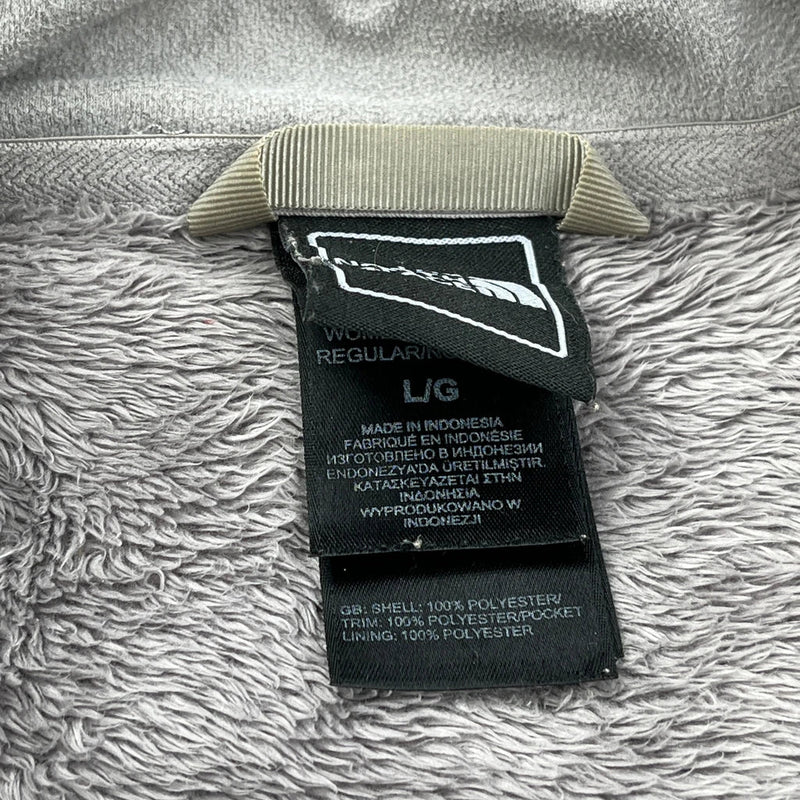 REGULAR/
L/G
MADE IN INDONESIA
FABRIQUÉ EN INDONÉSIE
ИЗГОТОВЛЕНО В ИНДОНЕЗИИ
ENDONEZYA'DA ÜRETILMIŞTIR.
ΚΑΤΑΣΚΕΥΑΖΕΤΑΙ ΣΤΗΝ
ΙΝΔΟΝΗΣΙΑ
WYPRODUKOWANO W
INDONEZJI
GB: SHELL: 100% POLYESTER/
TRIM: 100% POLYESTER/POCKET
LINING: 100% POLYESTER